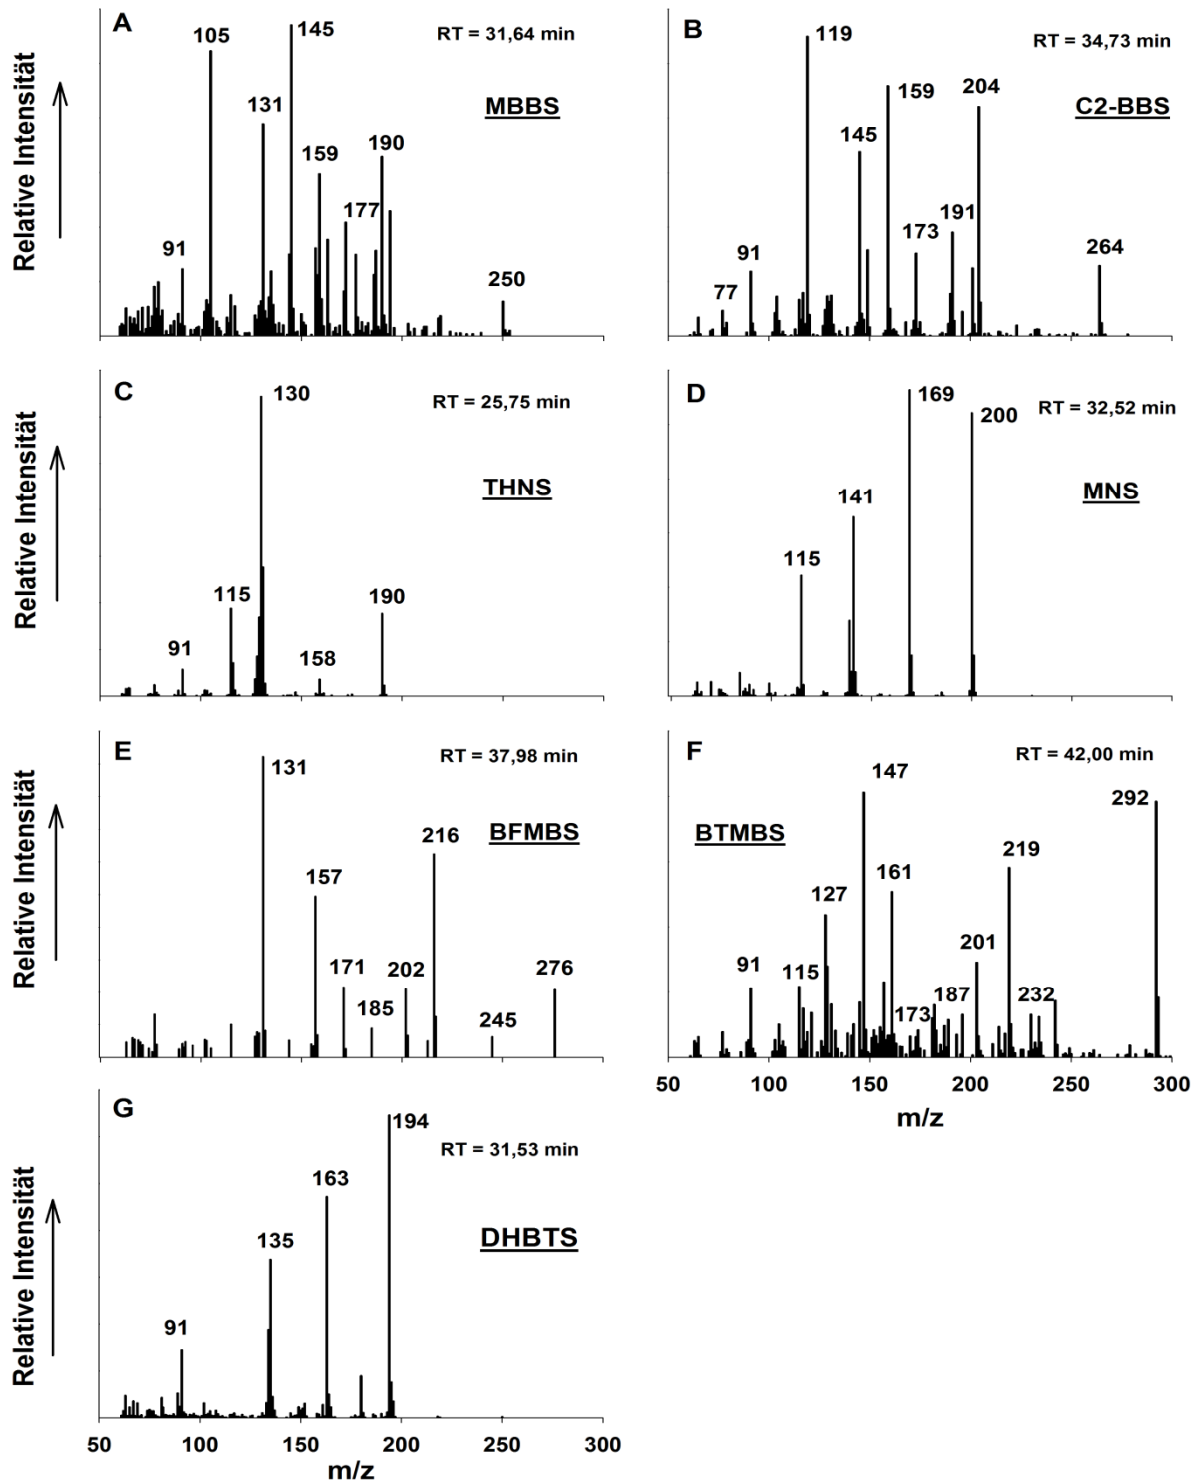 A
RT = 31,64 min
MBBS
91
105
131
145
159
177
190
250
Relative Intensität
B
RT = 34,73 min
C2-BBS
77
91
119
145
159
173
191
204
264
C
RT = 25,75 min
THNS
91
115
130
158
190
Relative Intensität
D
RT = 32,52 min
MNS
115
141
169
200
E
RT = 37,98 min
BFMBS
131
157
171
185
202
216
245
276
Relative Intensität
F
RT = 42,00 min
BTMBS
91
115
127
147
161
173
187
201
219
232
292
50 100 150 200 250 300
m/z
G
RT = 31,53 min
DHBTS
91
135
163
194
Relative Intensität
50 100 150 200 250 300
m/z